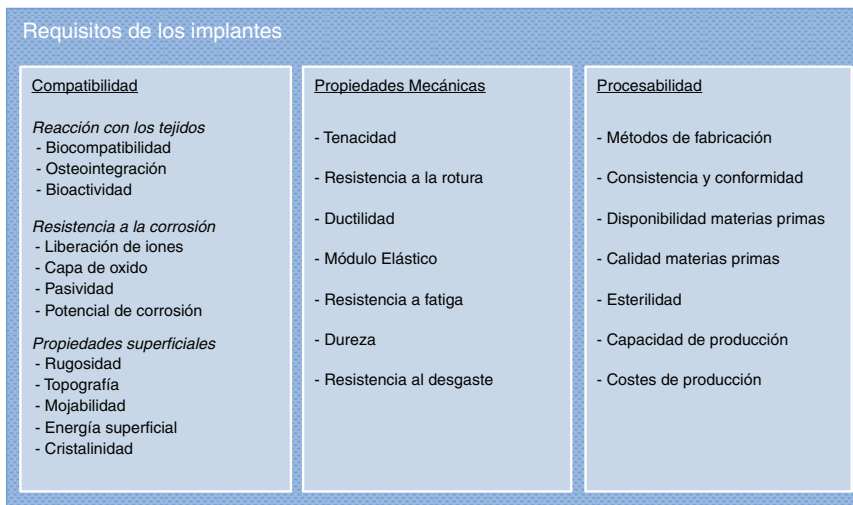 Requisitos de los implantes
Compatibilidad
Reacción con los tejidos
- Biocompatibilidad
- Osteointegración
- Bioactividad
Resistencia a la corrosión
- Liberación de iones
- Capa de oxido
- Pasividad
- Potencial de corrosión
Propiedades superficiales
- Rugosidad
- Topografía
- Mojabilidad
- Energía superficial
- Cristalinidad
Propiedades Mecánicas
- Tenacidad
- Resistencia a la rotura
- Ductilidad
- Módulo Elástico
- Resistencia a fatiga
- Dureza
- Resistencia al desgaste
Procesabilidad
- Métodos de fabricación
- Consistencia y conformidad
- Disponibilidad materias primas
- Calidad materias primas
- Esterilidad
- Capacidad de producción
- Costes de producción